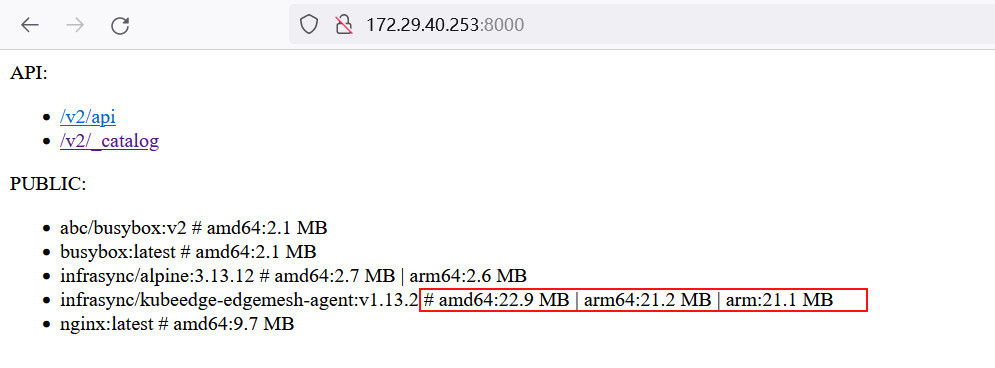 172.29.40.253:8000
API:
/v2/api
/v2/_catalog
PUBLIC:
abc/busybox:v2 # amd64:2.1 MB
busybox:latest # amd64:2.1 MB
infrasync/alpine:3.13.12 # amd64:2.7 MB | arm64:2.6 MB
infrasync/kubeedge-edgemesh-agent:v1.13.2 # amd64:22.9 MB | arm64:21.2 MB | arm:21.1 MB
nginx:latest # amd64:9.7 MB